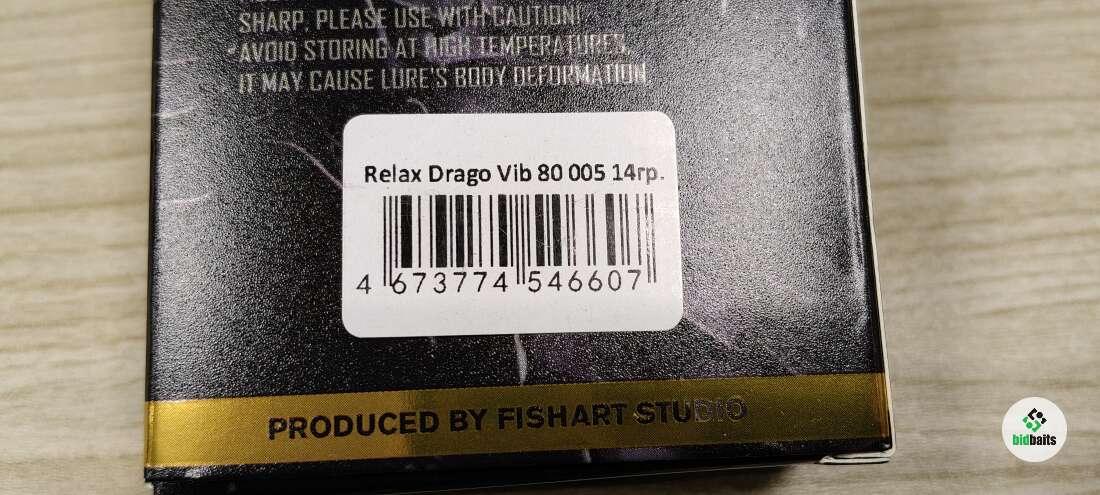 SHARP, PLEASE USE WITH CAUTION!
•AVOID STORING AT HIGH TEMPERATURES,
IT MAY CAUSE LURE'S BODY DEFORMATION
Relax Drago Vib 80 005 14гр.
4 673774 546607
PRODUCED BY FISHART STUDIO
bidbaits